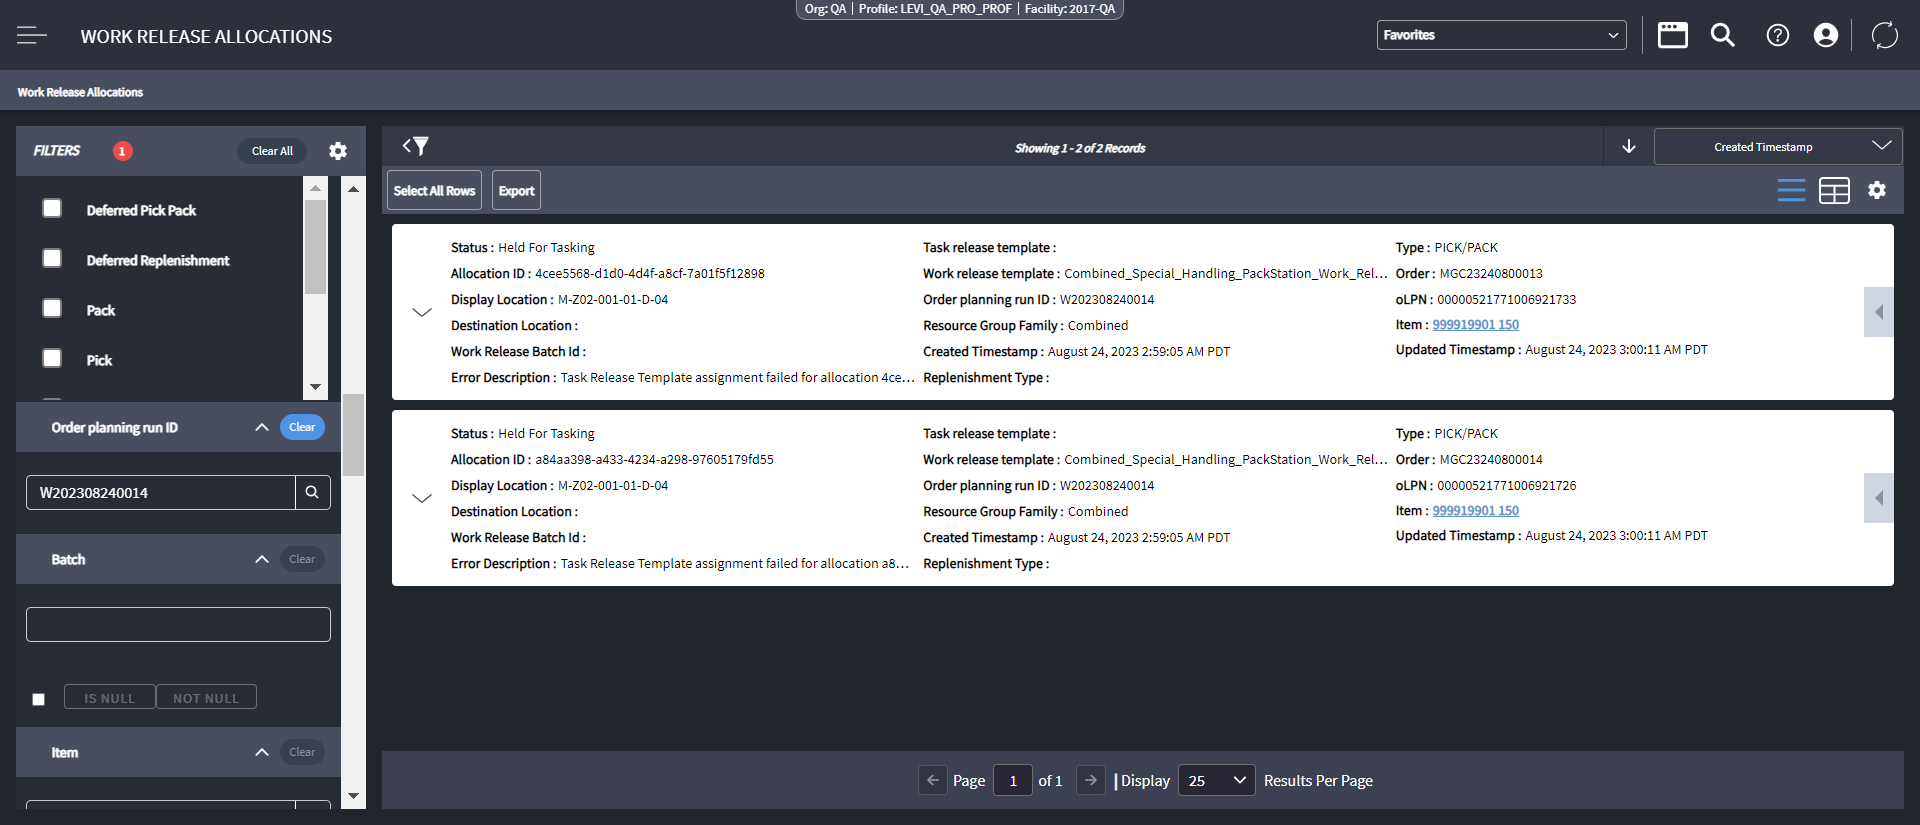 Org: QA | Profile: LEVI_QA_PRO_PROF | Facility: 2017-QA
WORK RELEASE ALLOCATIONS
Favorites
Work Release Allocations
FILTERS 1 Clear All
Deferred Pick Pack
Deferred Replenishment
Pack
Pick
Order planning run ID Clear
W202308240014
Batch Clear
IS NULL NOT NULL
Item Clear
Showing 1 - 2 of 2 Records
Created Timestamp
Select All Rows Export
Status : Held For Tasking
Allocation ID : 4cee5568-d1d0-4d4f-a8cf-7a01f5f12898
Display Location : M-Z02-001-01-D-04
Destination Location :
Work Release Batch Id :
Error Description : Task Release Template assignment failed for allocation 4ce...
Task release template :
Work release template : Combined_Special_Handling_PackStation_Work_Rel...
Order planning run ID : W202308240014
Resource Group Family : Combined
Created Timestamp : August 24, 2023 2:59:05 AM PDT
Replenishment Type :
Type : PICK/PACK
Order : MGC23240800013
oLPN : 00000521771006921733
Item : 999919901 150
Updated Timestamp : August 24, 2023 3:00:11 AM PDT
Status : Held For Tasking
Allocation ID : a84aa398-a433-4234-a298-97605179fd55
Display Location : M-Z02-001-01-D-04
Destination Location :
Work Release Batch Id :
Error Description : Task Release Template assignment failed for allocation a8...
Task release template :
Work release template : Combined_Special_Handling_PackStation_Work_Rel...
Order planning run ID : W202308240014
Resource Group Family : Combined
Created Timestamp : August 24, 2023 2:59:05 AM PDT
Replenishment Type :
Type : PICK/PACK
Order : MGC23240800014
oLPN : 00000521771006921726
Item : 999919901 150
Updated Timestamp : August 24, 2023 3:00:11 AM PDT
Page 1 of 1 | Display 25 Results Per Page